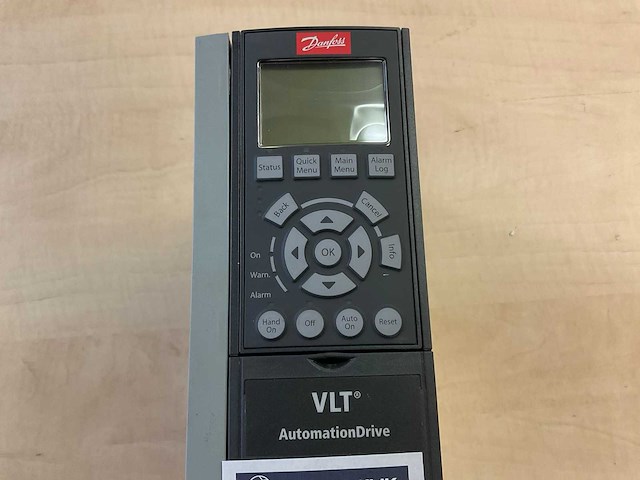 Danfoss
Status
Quick
Menu
Main
Menu
Alarm
Log
Back
Cancel
OK
Info
On
Warn.
Alarm
Hand
On
Off
Auto
On
Reset
VLT®
AutomationDrive